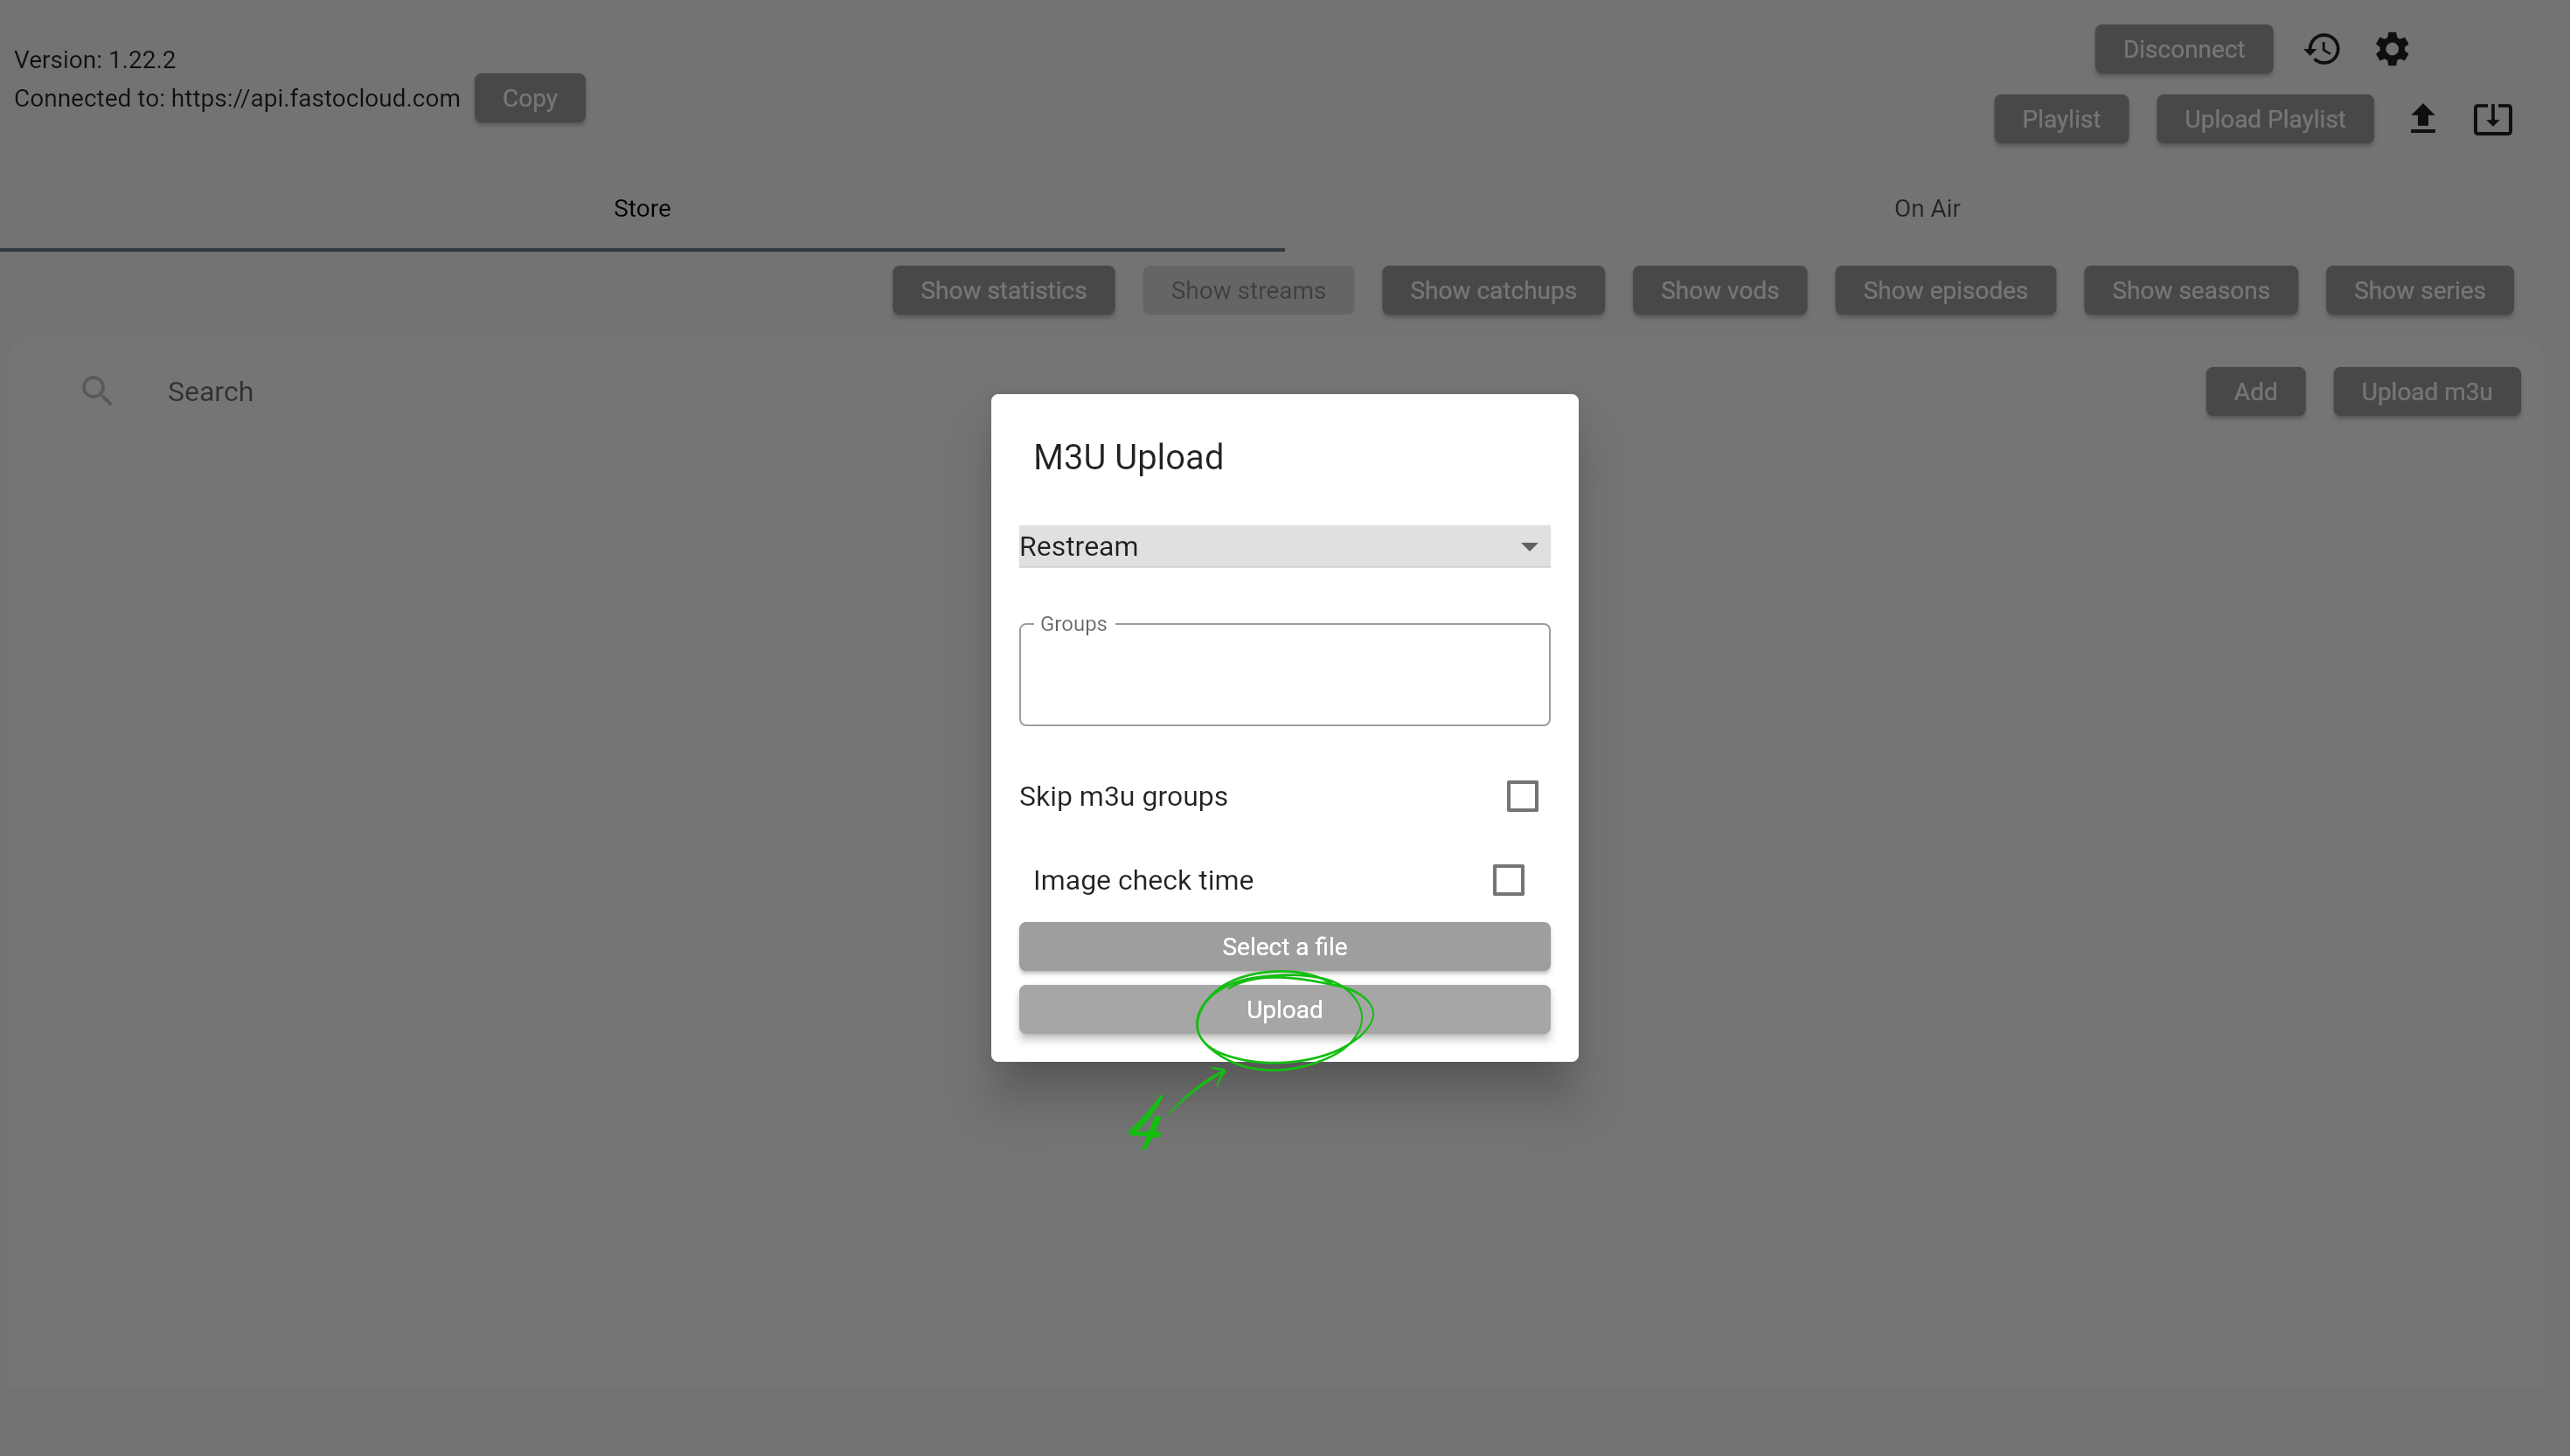 Version: 1.22.2
Connected to: https://api.fastocloud.com Copy
Disconnect
Playlist Upload Playlist
Store On Air
Show statistics Show streams Show catchups Show vods Show episodes Show seasons Show series
Search Add Upload m3u
M3U Upload
Restream
Groups
Skip m3u groups
Image check time
Select a file
Upload
4